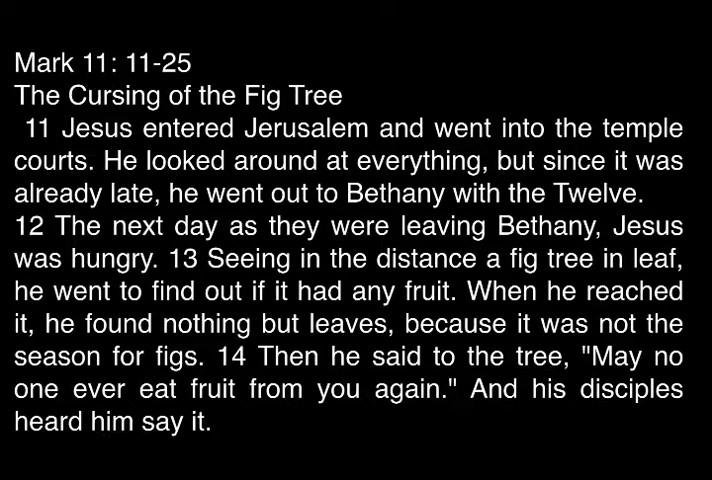 Mark 11: 11-25
The Cursing of the Fig Tree
11 Jesus entered Jerusalem and went into the temple
courts. He looked around at everything, but since it was
already late, he went out to Bethany with the Twelve.
12 The next day as they were leaving Bethany, Jesus
was hungry. 13 Seeing in the distance a fig tree in leaf,
he went to find out if it had any fruit. When he reached
it, he found nothing but leaves, because it was not the
season for figs. 14 Then he said to the tree, "May no
one ever eat fruit from you again." And his disciples
heard him say it.